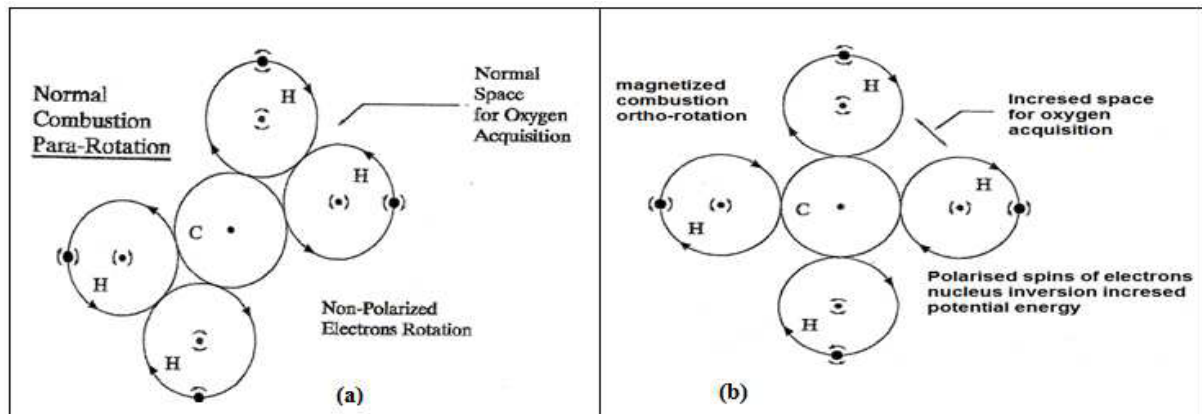 Normal
Combustion
Para-Rotation
H
Normal
Space
for Oxygen
Acquisition
H
C
H
H
Non-Polarized
Electrons Rotation
(a)
magnetized
combustion
ortho-rotation
H
Incresed space
for oxygen
acquisition
H
C
H
H
Polarised spins of electrons
nucleus inversion incresed
potential energy
(b)